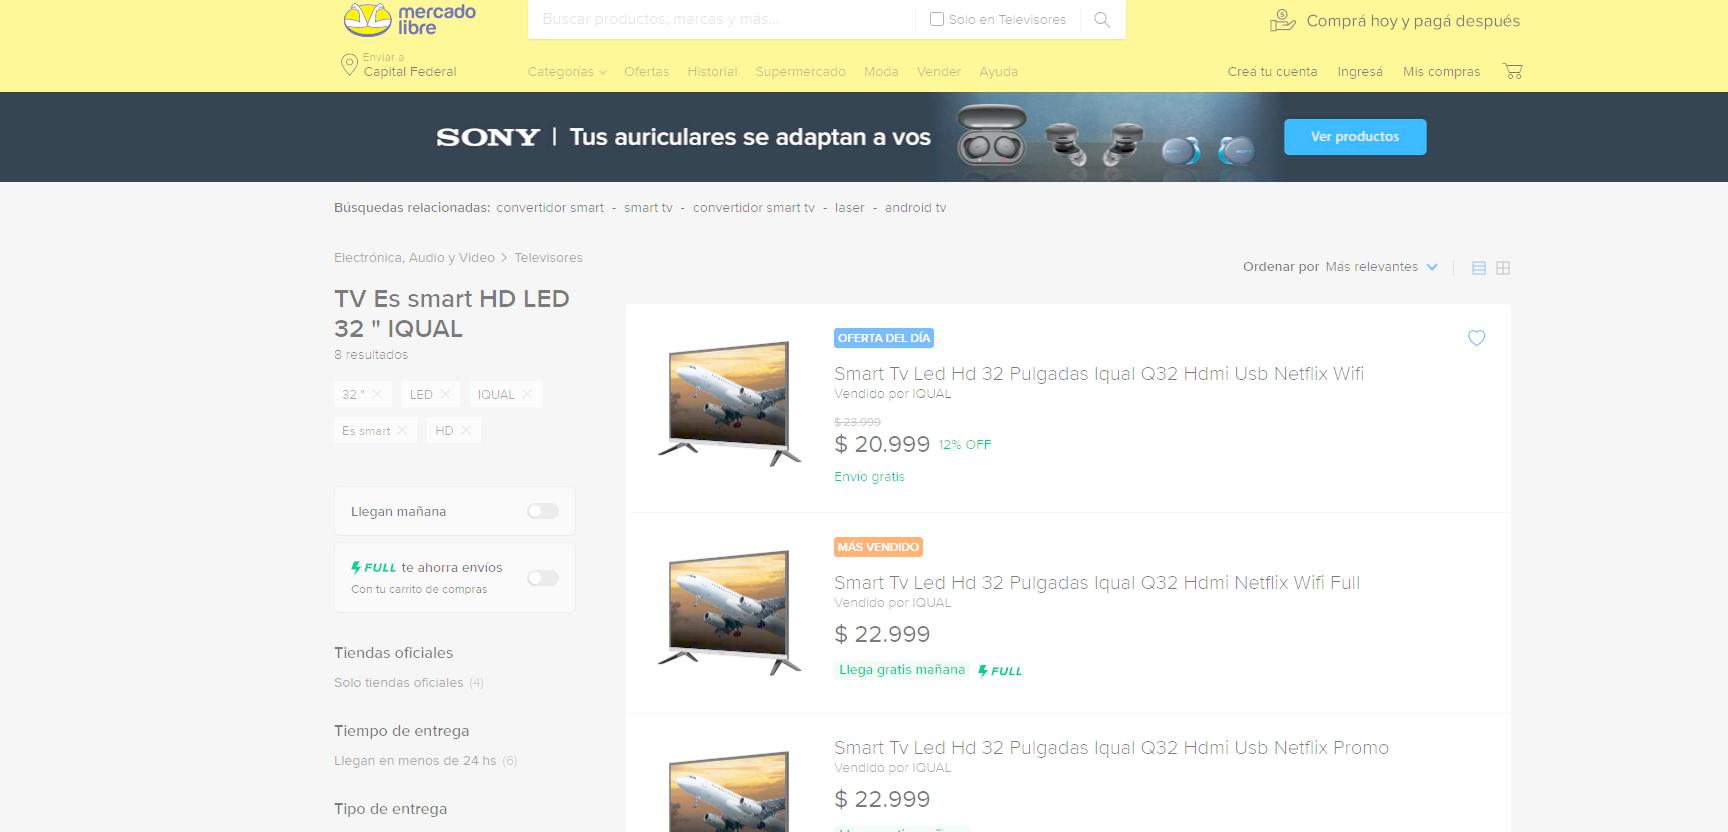 mercado
libre
Buscar productos, marcas y más...
Solo en Televisores
Comprá hoy y pagá después
Enviar a
Capital Federal
Categorías Ofertas Historial Supermercado Moda Vender Ayuda
Creá tu cuenta Ingresá Mis compras
SONY | Tus auriculares se adaptan a vos
Ver productos
Búsquedas relacionadas: convertidor smart - smart tv - convertidor smart tv - laser - android tv
Electrónica, Audio y Video > Televisores
Ordenar por Más relevantes
TV Es smart HD LED
32 " IQUAL
8 resultados
32 " LED IQUAL
Es smart HD
Llegan mañana
FULL te ahorra envíos
Con tu carrito de compras
Tiendas oficiales
Solo tiendas oficiales (4)
Tiempo de entrega
Llegan en menos de 24 hs (6)
Tipo de entrega
OFERTA DEL DÍA
Smart Tv Led Hd 32 Pulgadas Iqual Q32 Hdmi Usb Netflix Wifi
Vendido por IQUAL
$ 23.999
$ 20.999 12% OFF
Envío gratis
MÁS VENDIDO
Smart Tv Led Hd 32 Pulgadas Iqual Q32 Hdmi Netflix Wifi Full
Vendido por IQUAL
$ 22.999
Llega gratis mañana FULL
Smart Tv Led Hd 32 Pulgadas Iqual Q32 Hdmi Usb Netflix Promo
Vendido por IQUAL
$ 22.999